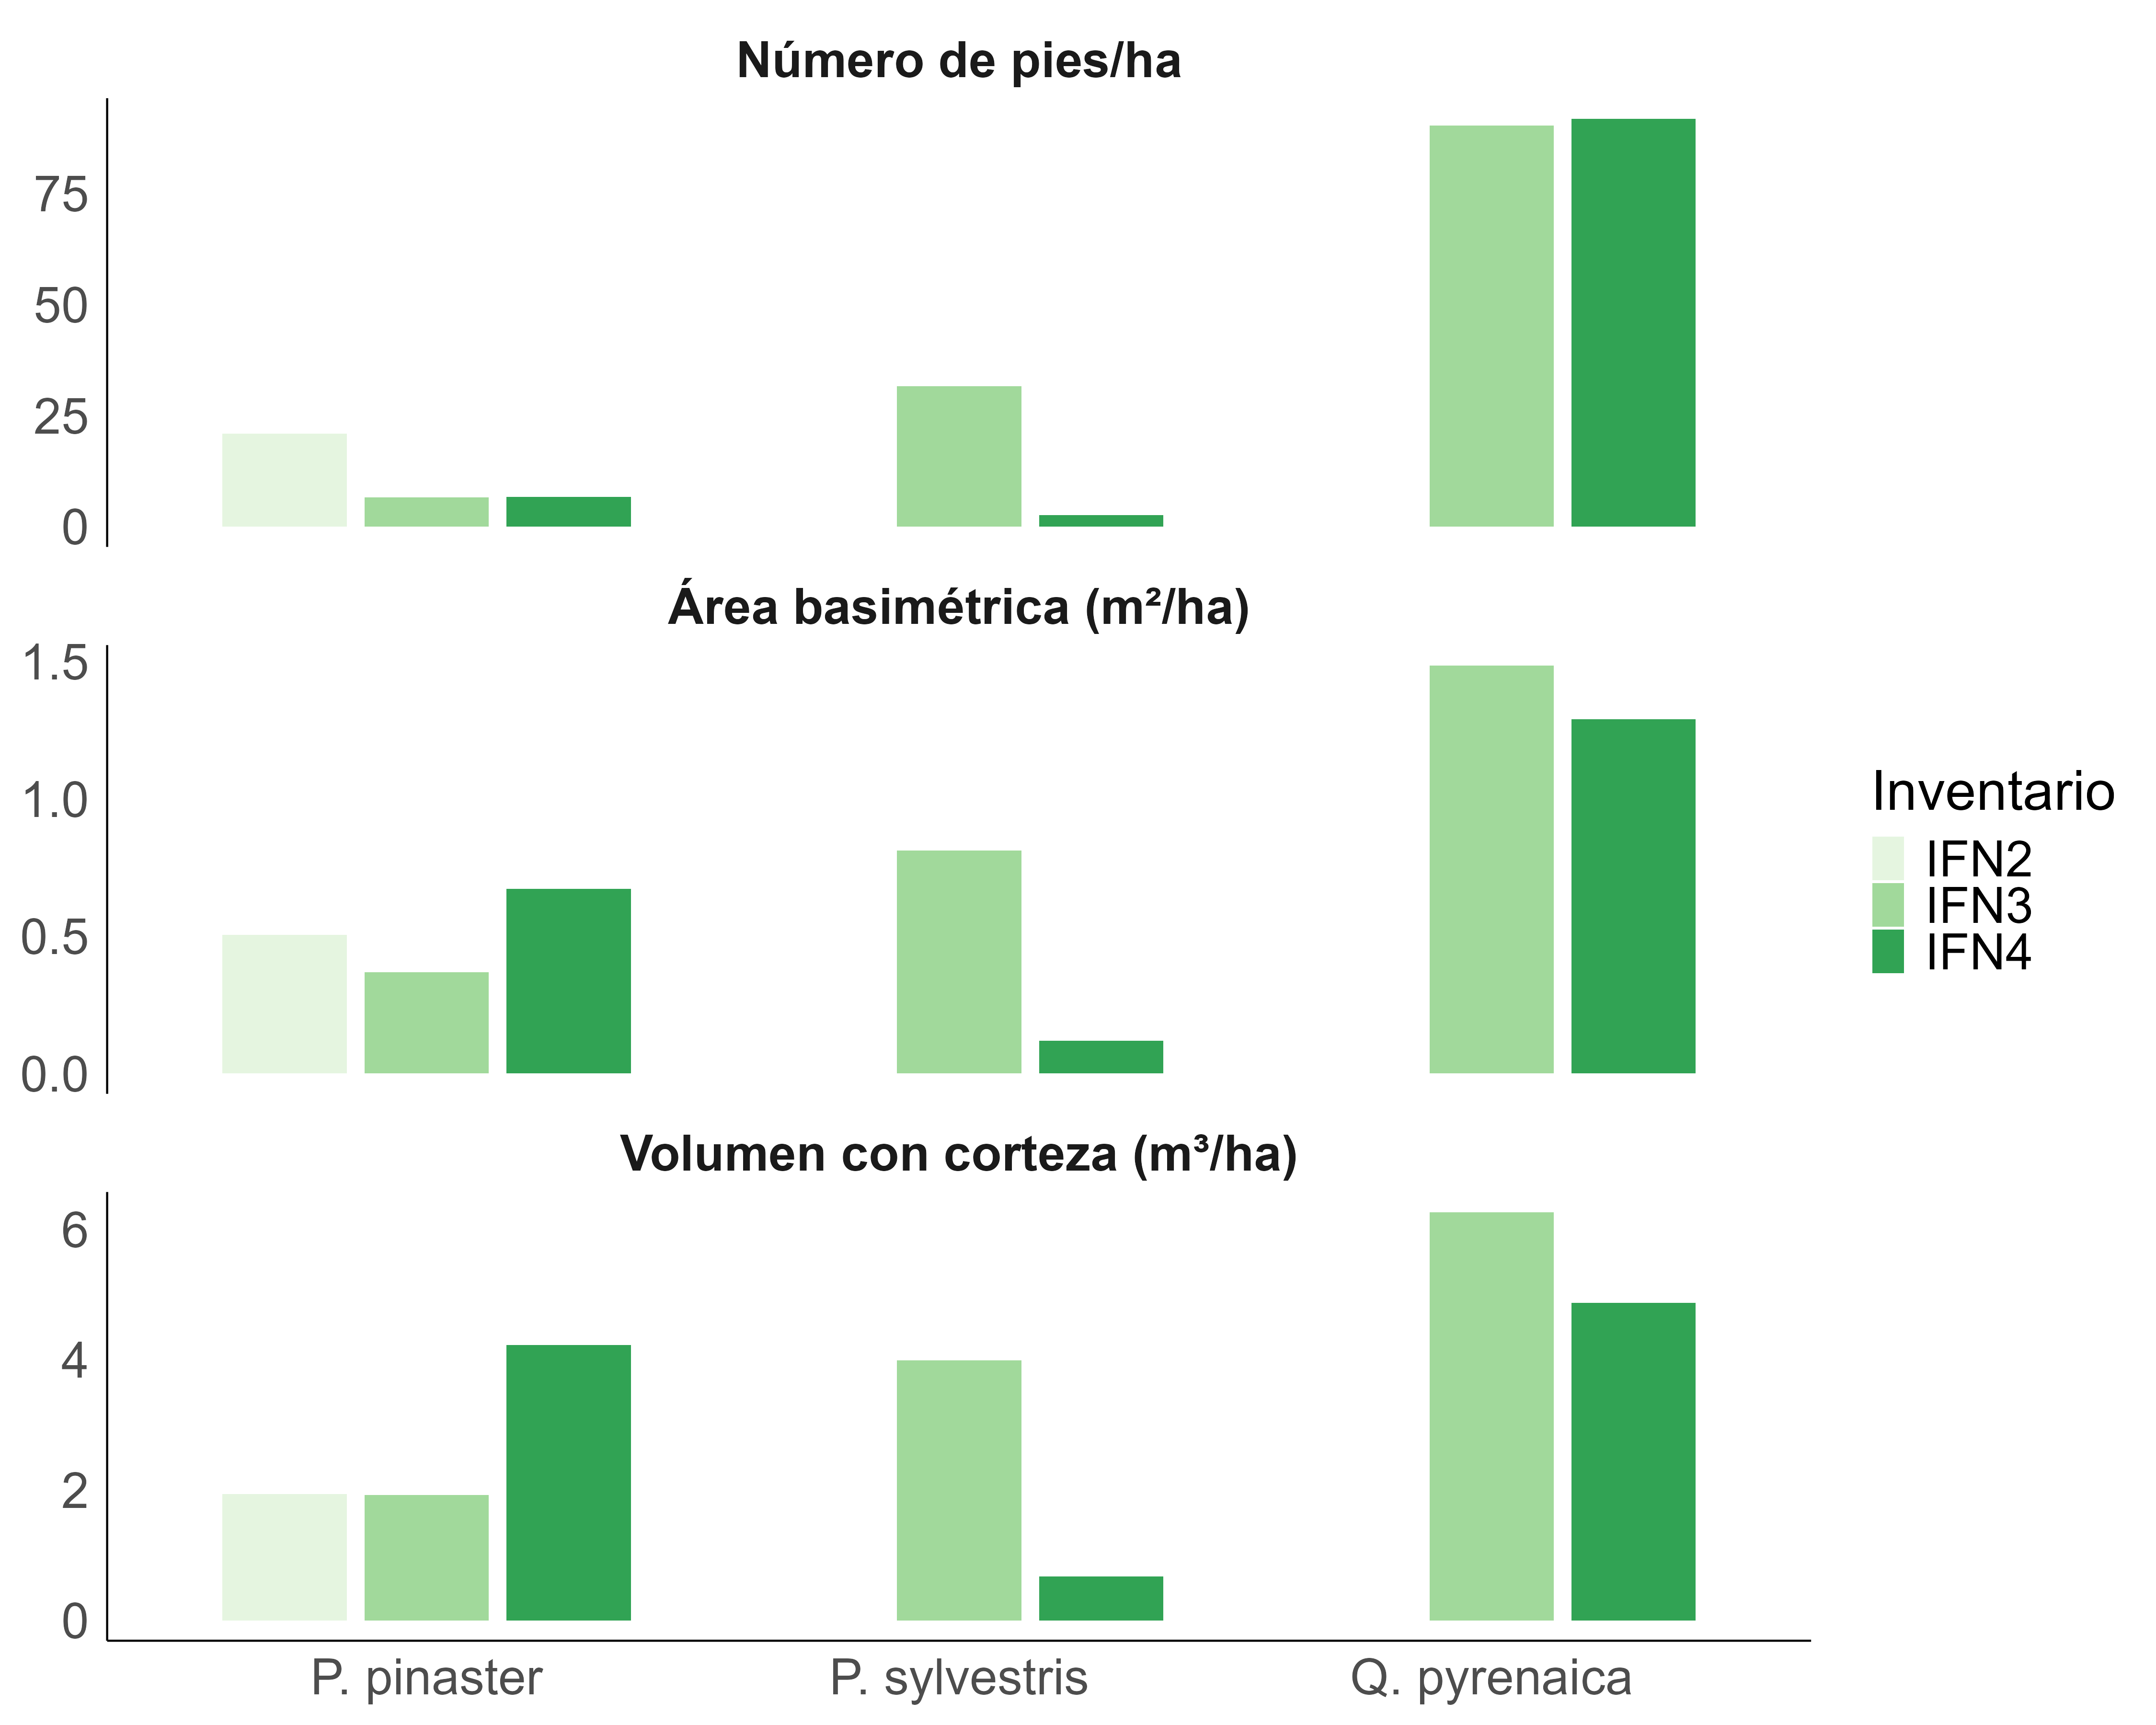 Número de pies/ha
75
50
25
0
Área basimétrica (m²/ha)
1.5
1.0
0.5
0.0
Volumen con corteza (m³/ha)
6
4
2
0
P. pinaster
P. sylvestris
Q. pyrenaica
Inventario
IFN2
IFN3
IFN4